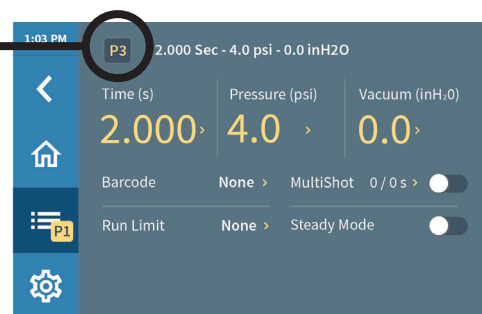 1:03 PM
P3 2.000 Sec - 4.0 psi - 0.0 inH2O
Time (s) Pressure (psi) Vacuum (inH₂0)
2.000 › 4.0 › 0.0 ›
Barcode None › MultiShot 0 / 0 s ›
P1 Run Limit None › Steady Mode